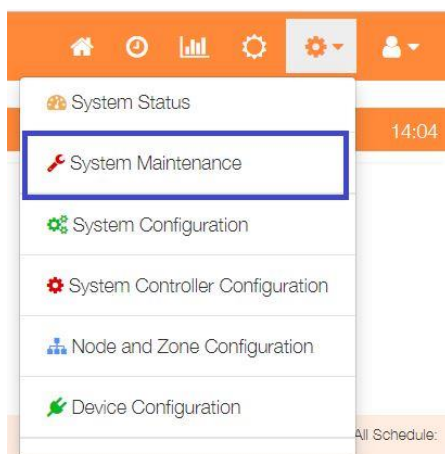 System Status
14:04
System Maintenance
System Configuration
System Controller Configuration
Node and Zone Configuration
Device Configuration
All Schedule: